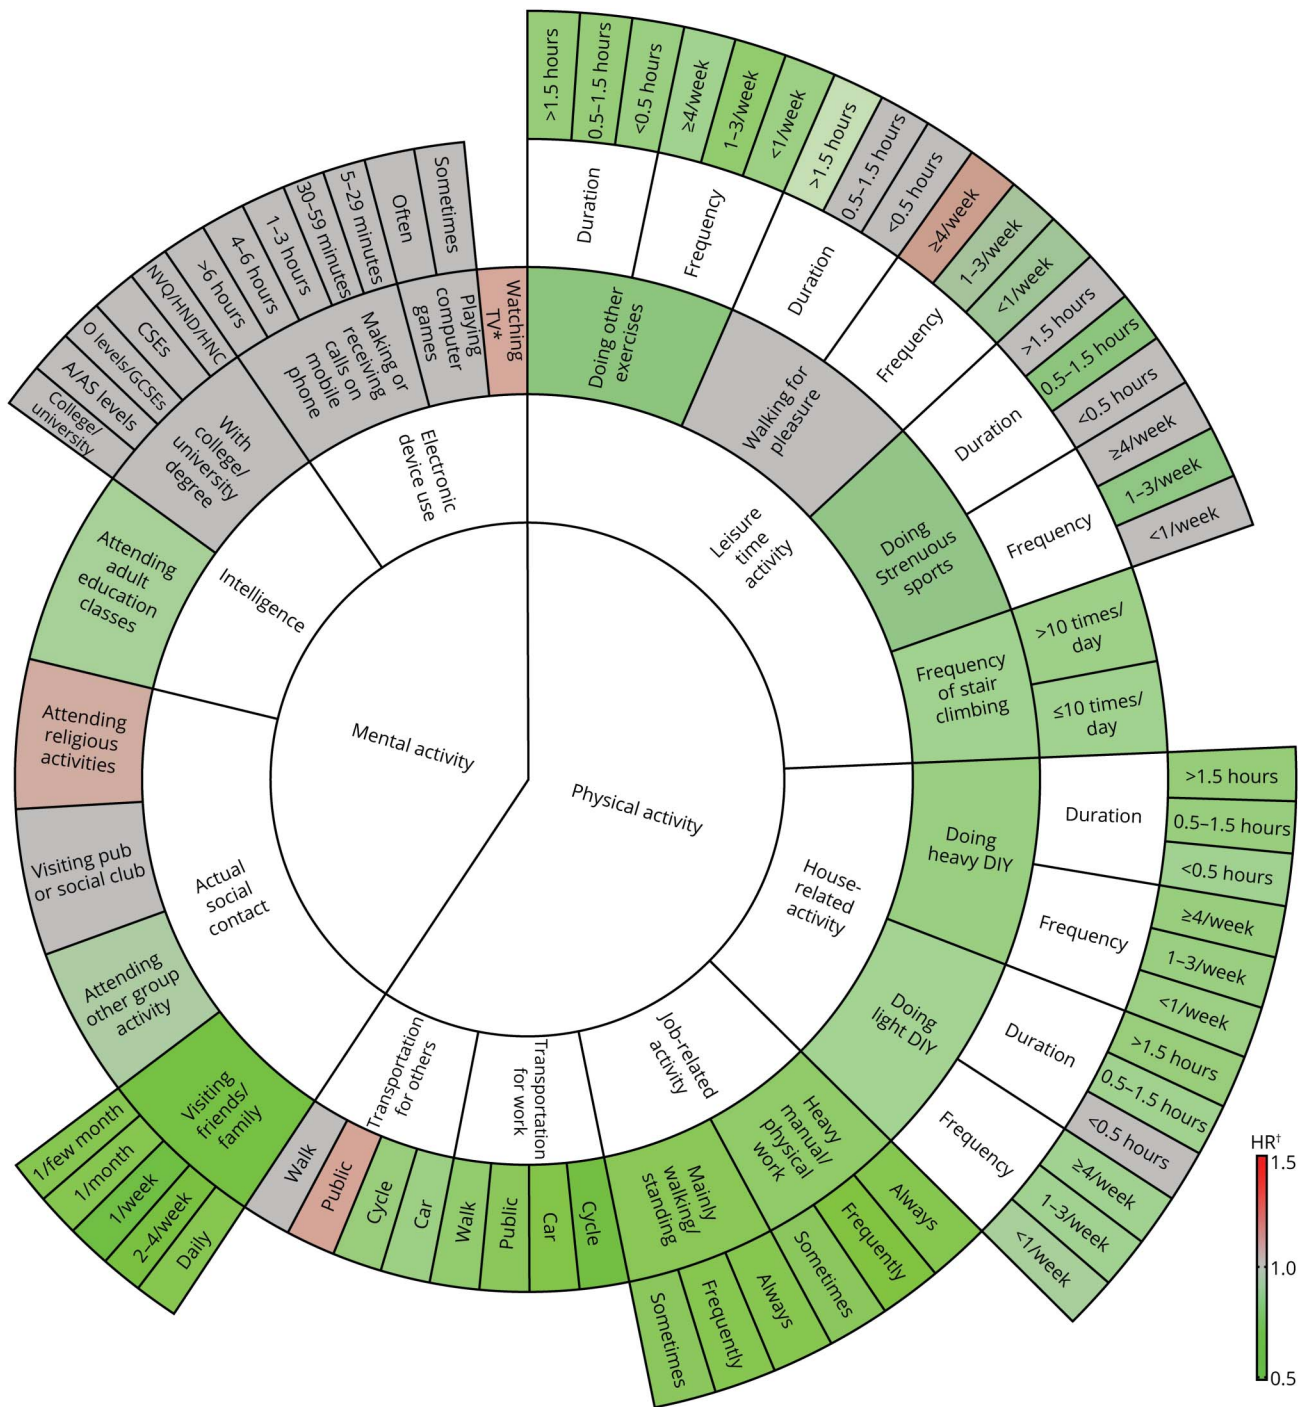 Mental activity
Physical activity
Leisure
time
activity
House-
related
activity
Job-related
activity
Transportation
for work
Transportation
for others
Actual
social
contact
Intelligence
Electronic
device use
Doing other
exercises
Duration
>1.5 hours
0.5–1.5 hours
<0.5 hours
Frequency
≥4/week
1–3/week
<1/week
Walking for
pleasure
Duration
>1.5 hours
0.5–1.5 hours
<0.5 hours
Frequency
≥4/week
1–3/week
<1/week
Doing
Strenuous
sports
Duration
>1.5 hours
0.5–1.5 hours
<0.5 hours
Frequency
≥4/week
1–3/week
<1/week
Frequency
of stair
climbing
>10 times/
day
≤10 times/
day
Doing
heavy DIY
Duration
>1.5 hours
0.5–1.5 hours
<0.5 hours
Frequency
≥4/week
1–3/week
<1/week
Doing
light DIY
Duration
>1.5 hours
0.5–1.5 hours
<0.5 hours
Frequency
≥4/week
1–3/week
<1/week
Heavy
manual/
physical
work
Always
Frequently
Sometimes
Mainly
walking/
standing
Always
Frequently
Sometimes
Cycle
Car
Public
Walk
Car
Cycle
Public
Walk
Visiting
friends/
family
Daily
2–4/week
1/week
1/month
1/few month
Attending
other group
activity
Visiting pub
or social club
Attending
religious
activities
Attending
adult
education
classes
With
college/
university
degree
College/
university
A/AS levels
O levels/GCSEs
CSEs
NVQ/HND/HNC
Making or
receiving
calls on
mobile
phone
>6 hours
4–6 hours
1–3 hours
30–59 minutes
5–29 minutes
Playing
computer
games
Often
Sometimes
Watching
TV*
HR†
1.5
1.0
0.5